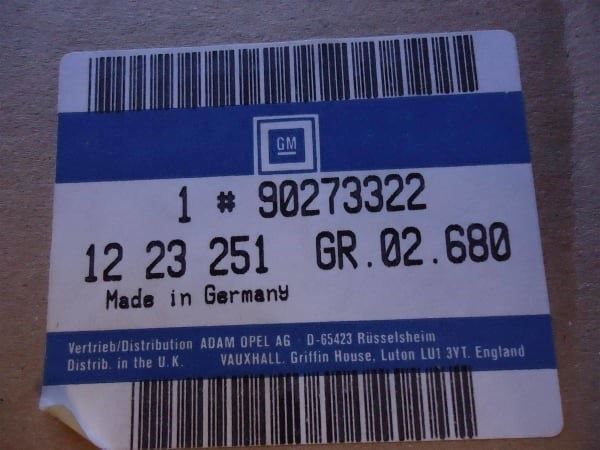 GM
1 # 90273322
12 23 251 GR.02.680
Made in Germany
Vertrieb/Distribution ADAM OPEL AG · D-65423 Rüsselsheim
Distrib. in the U.K. VAUXHALL. Griffin House, Luton LU1 3YT. England